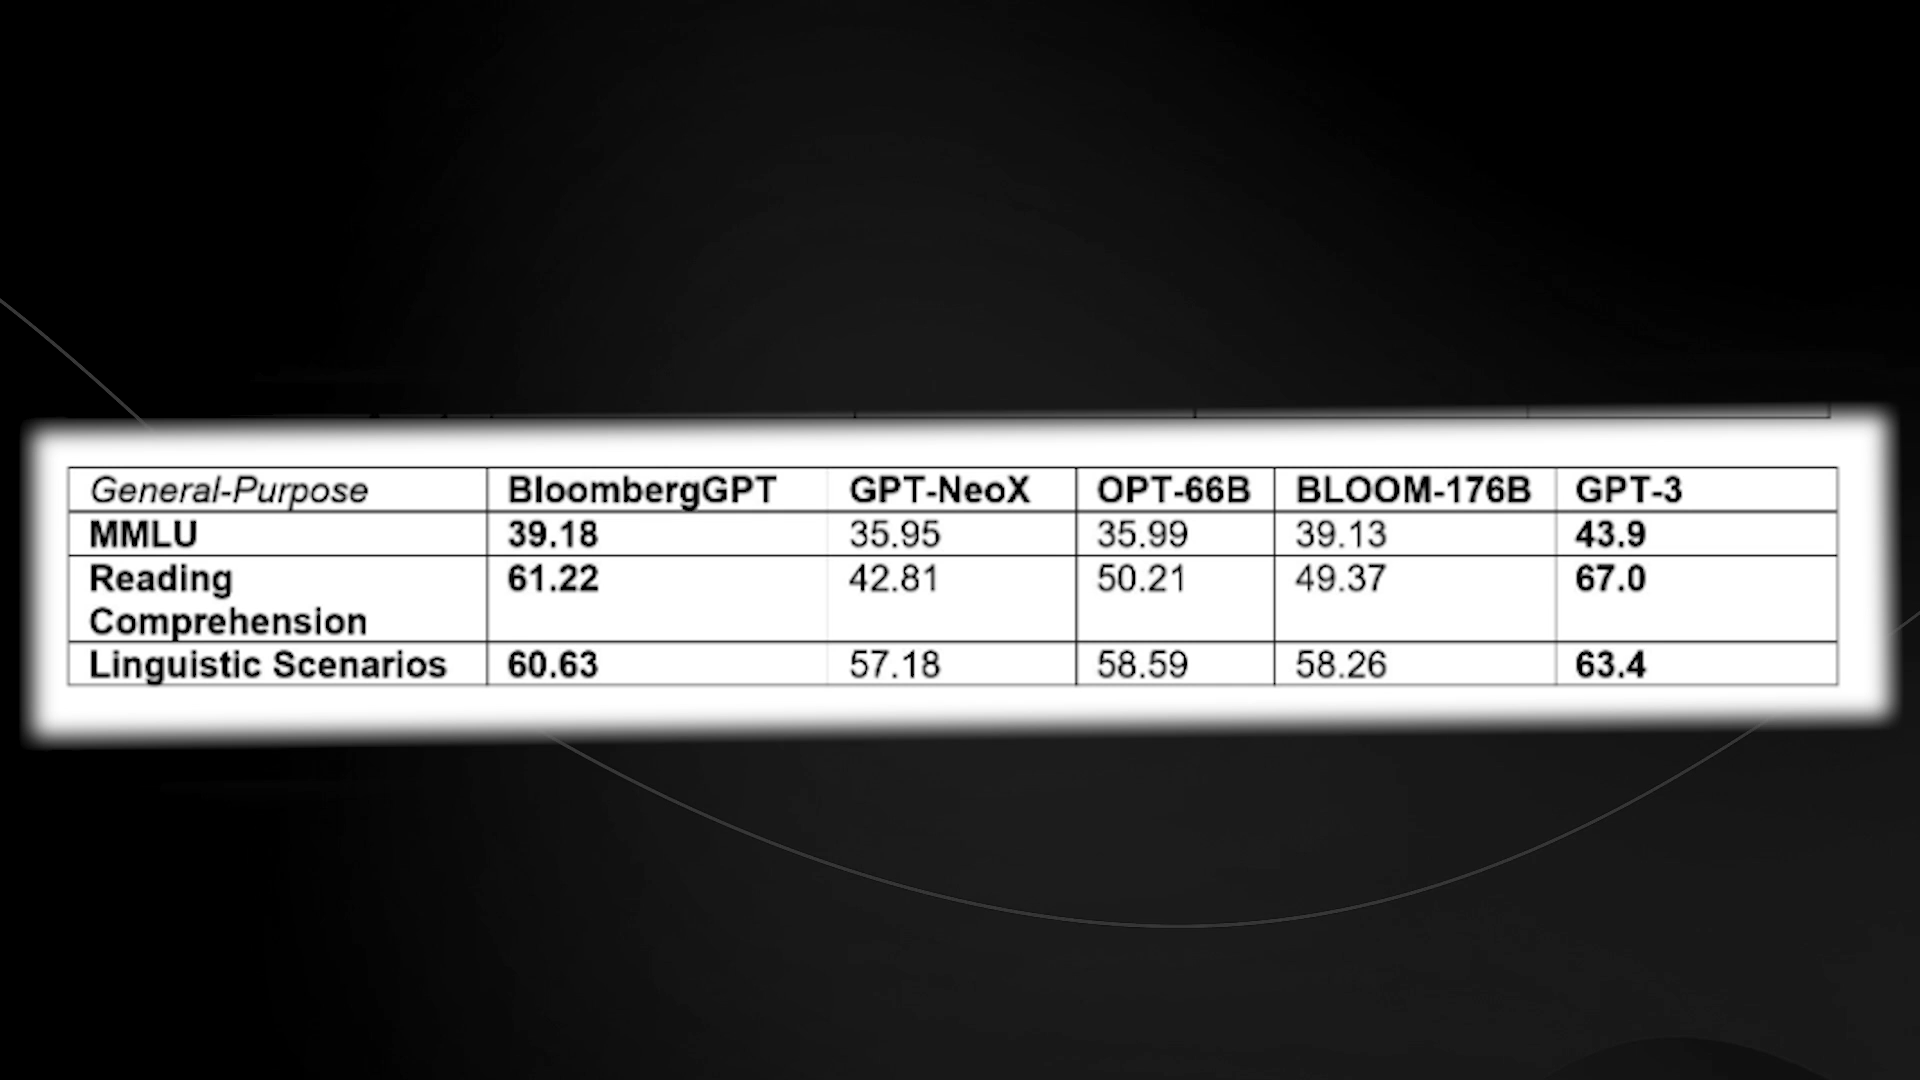 General-Purpose BloombergGPT GPT-NeoX OPT-66B BLOOM-176B GPT-3
MMLU 39.18 35.95 35.99 39.13 43.9
Reading 61.22 42.81 50.21 49.37 67.0
Comprehension
Linguistic Scenarios 60.63 57.18 58.59 58.26 63.4